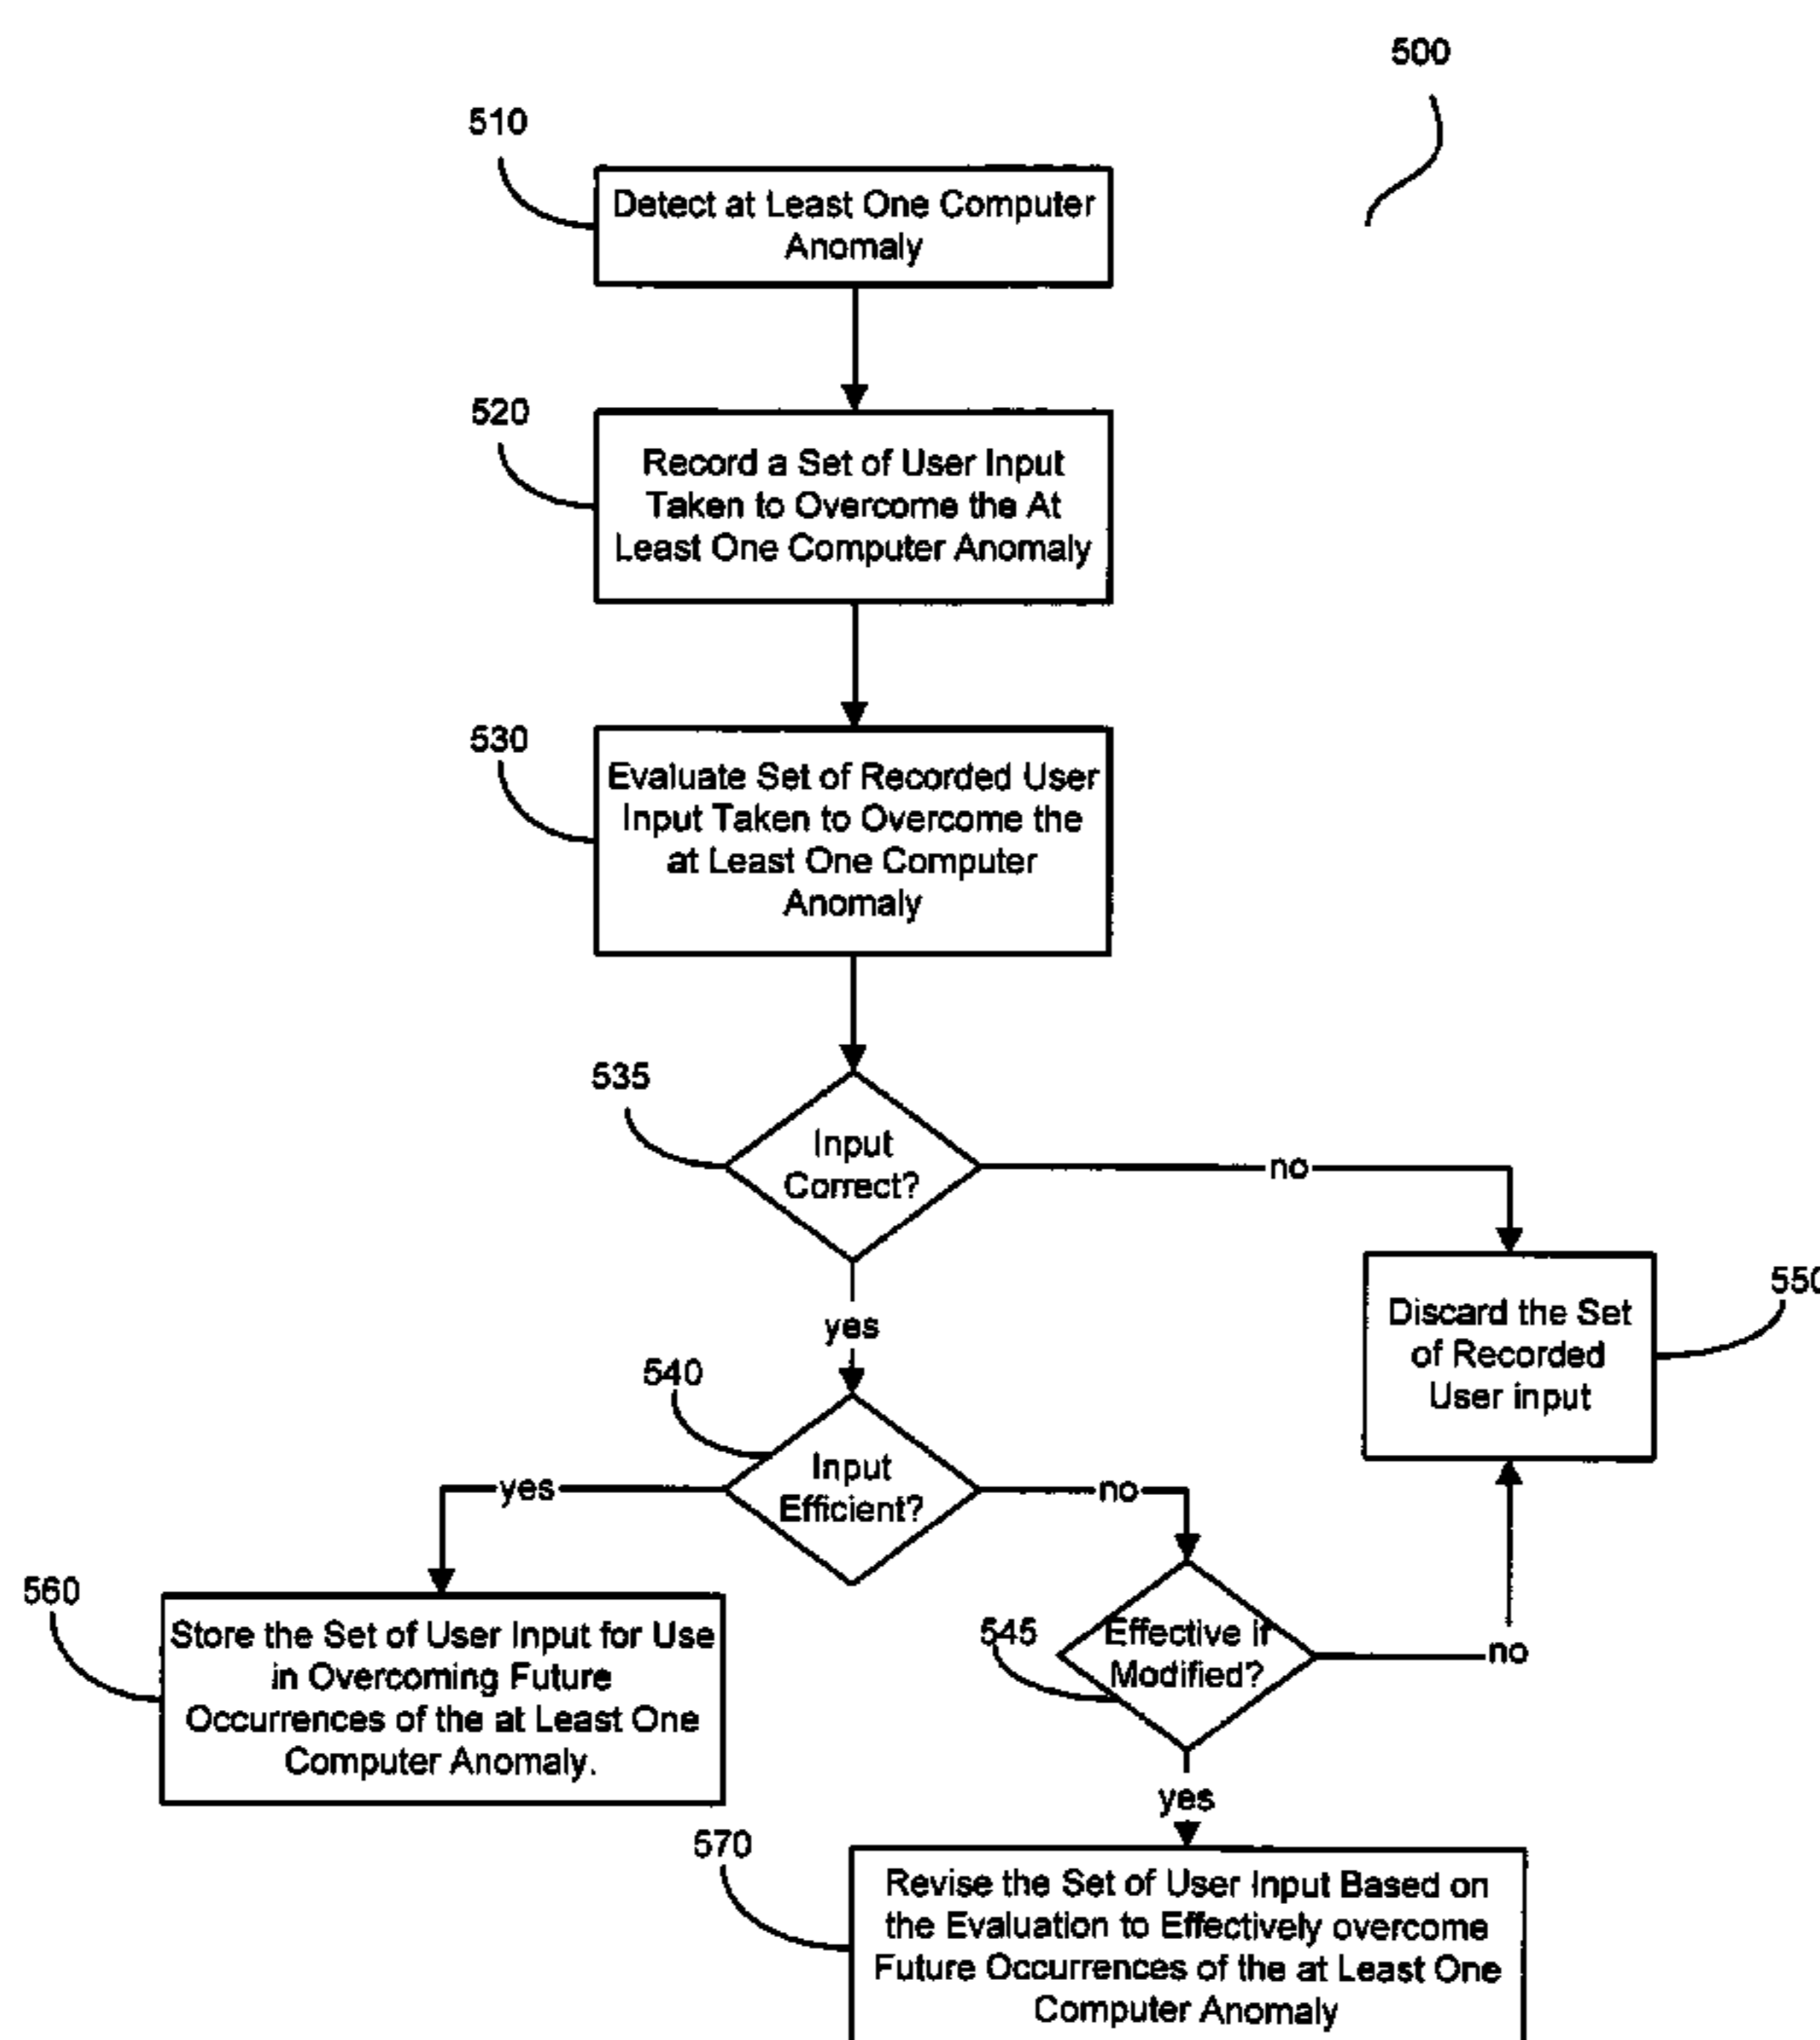 500
510
Detect at Least One Computer
Anomaly
520
Record a Set of User Input
Taken to Overcome the At
Least One Computer Anomaly
530
Evaluate Set of Recorded User
Input Taken to Overcome the
at Least One Computer
Anomaly
535
Input
Correct?
no
yes
550
Discard the Set
of Recorded
User input
540
Input
Efficient?
yes
no
560
Store the Set of User Input for Use
in Overcoming Future
Occurrences of the at Least One
Computer Anomaly.
545
Effective if
Modified?
no
yes
570
Revise the Set of User Input Based on
the Evaluation to Effectively overcome
Future Occurrences of the at Least One
Computer Anomaly